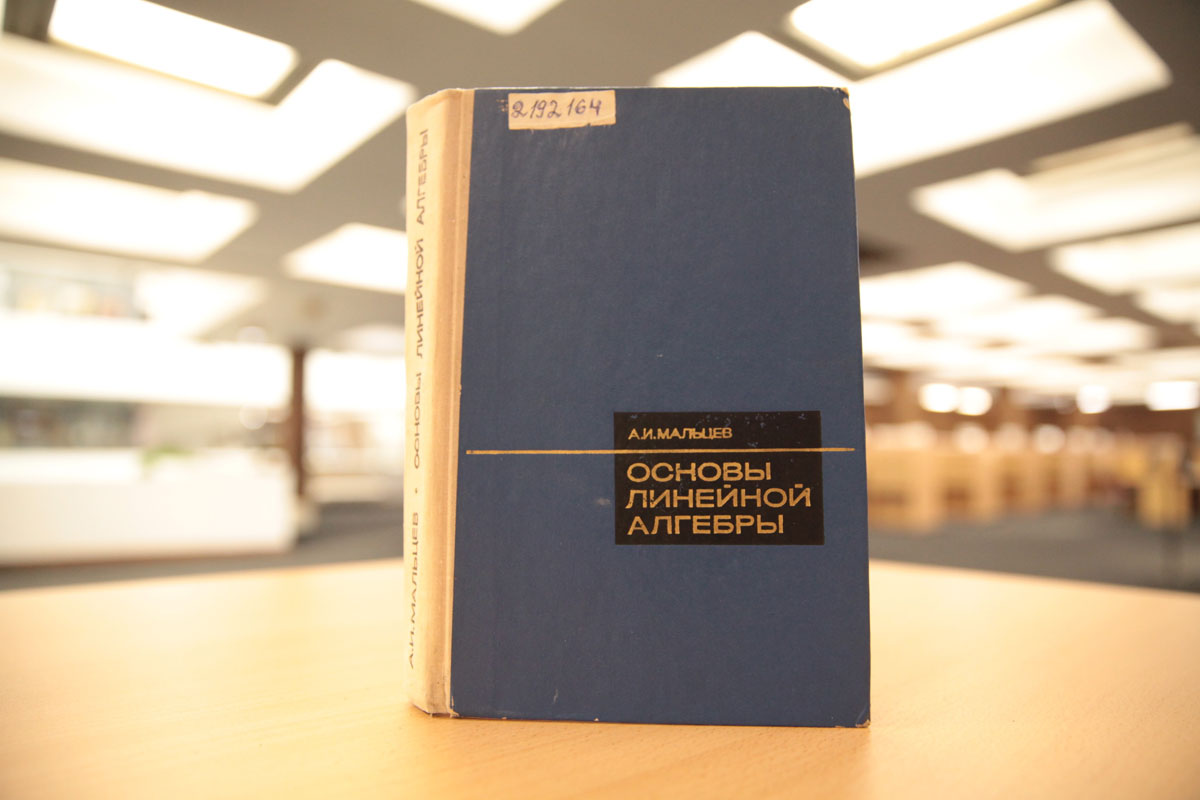 2192164
А.И.МАЛЬЦЕВ
ОСНОВЫ
ЛИНЕЙНОЙ
АЛГЕБРЫ
А.И.МАЛЬЦЕВ · ОСНОВЫ ЛИНЕЙНОЙ АЛГЕБРЫ